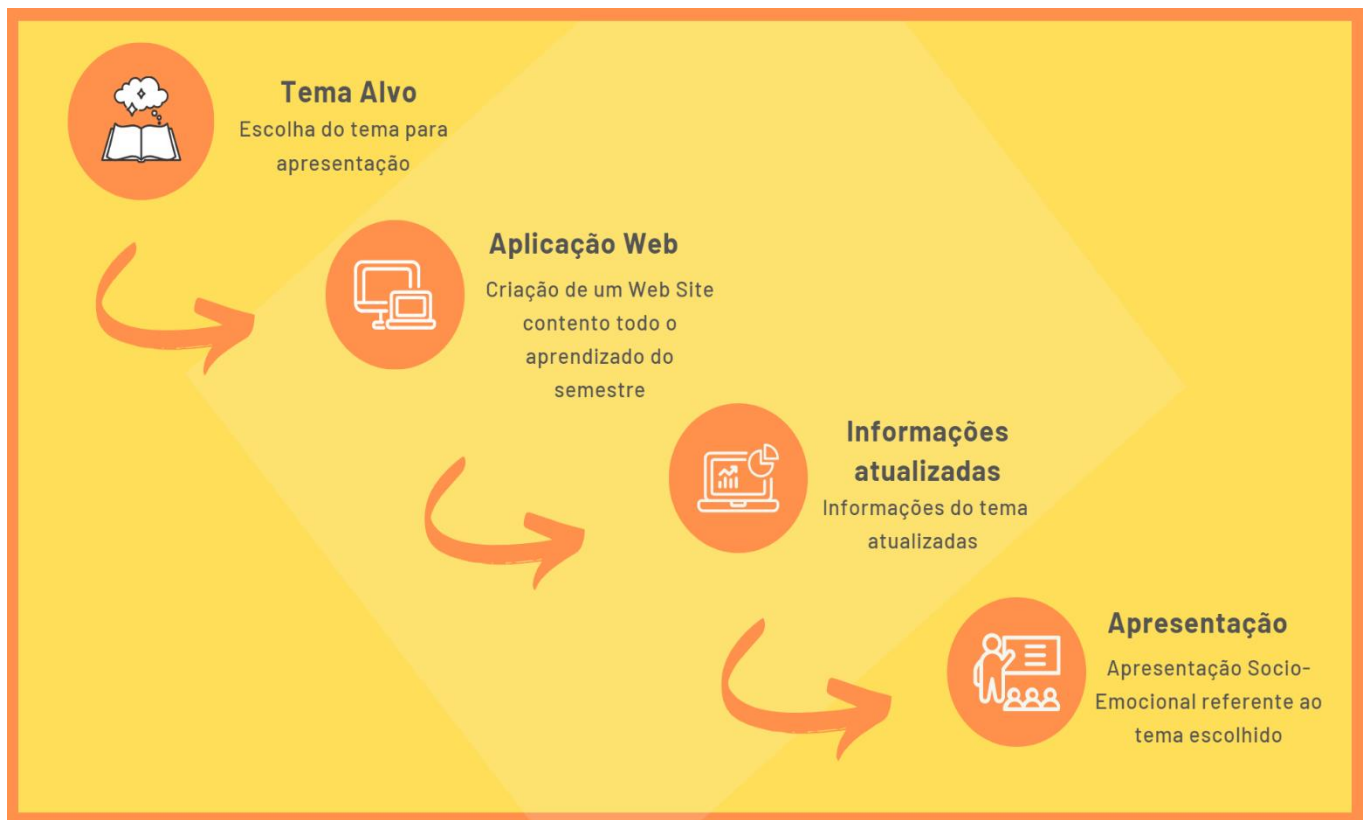 Tema Alvo
Escolha do tema para
apresentação
Aplicação Web
Criação de um Web Site
contento todo o
aprendizado do
semestre
Informações
atualizadas
Informações do tema
atualizadas
Apresentação
Apresentação Socio-
Emocional referente ao
tema escolhido